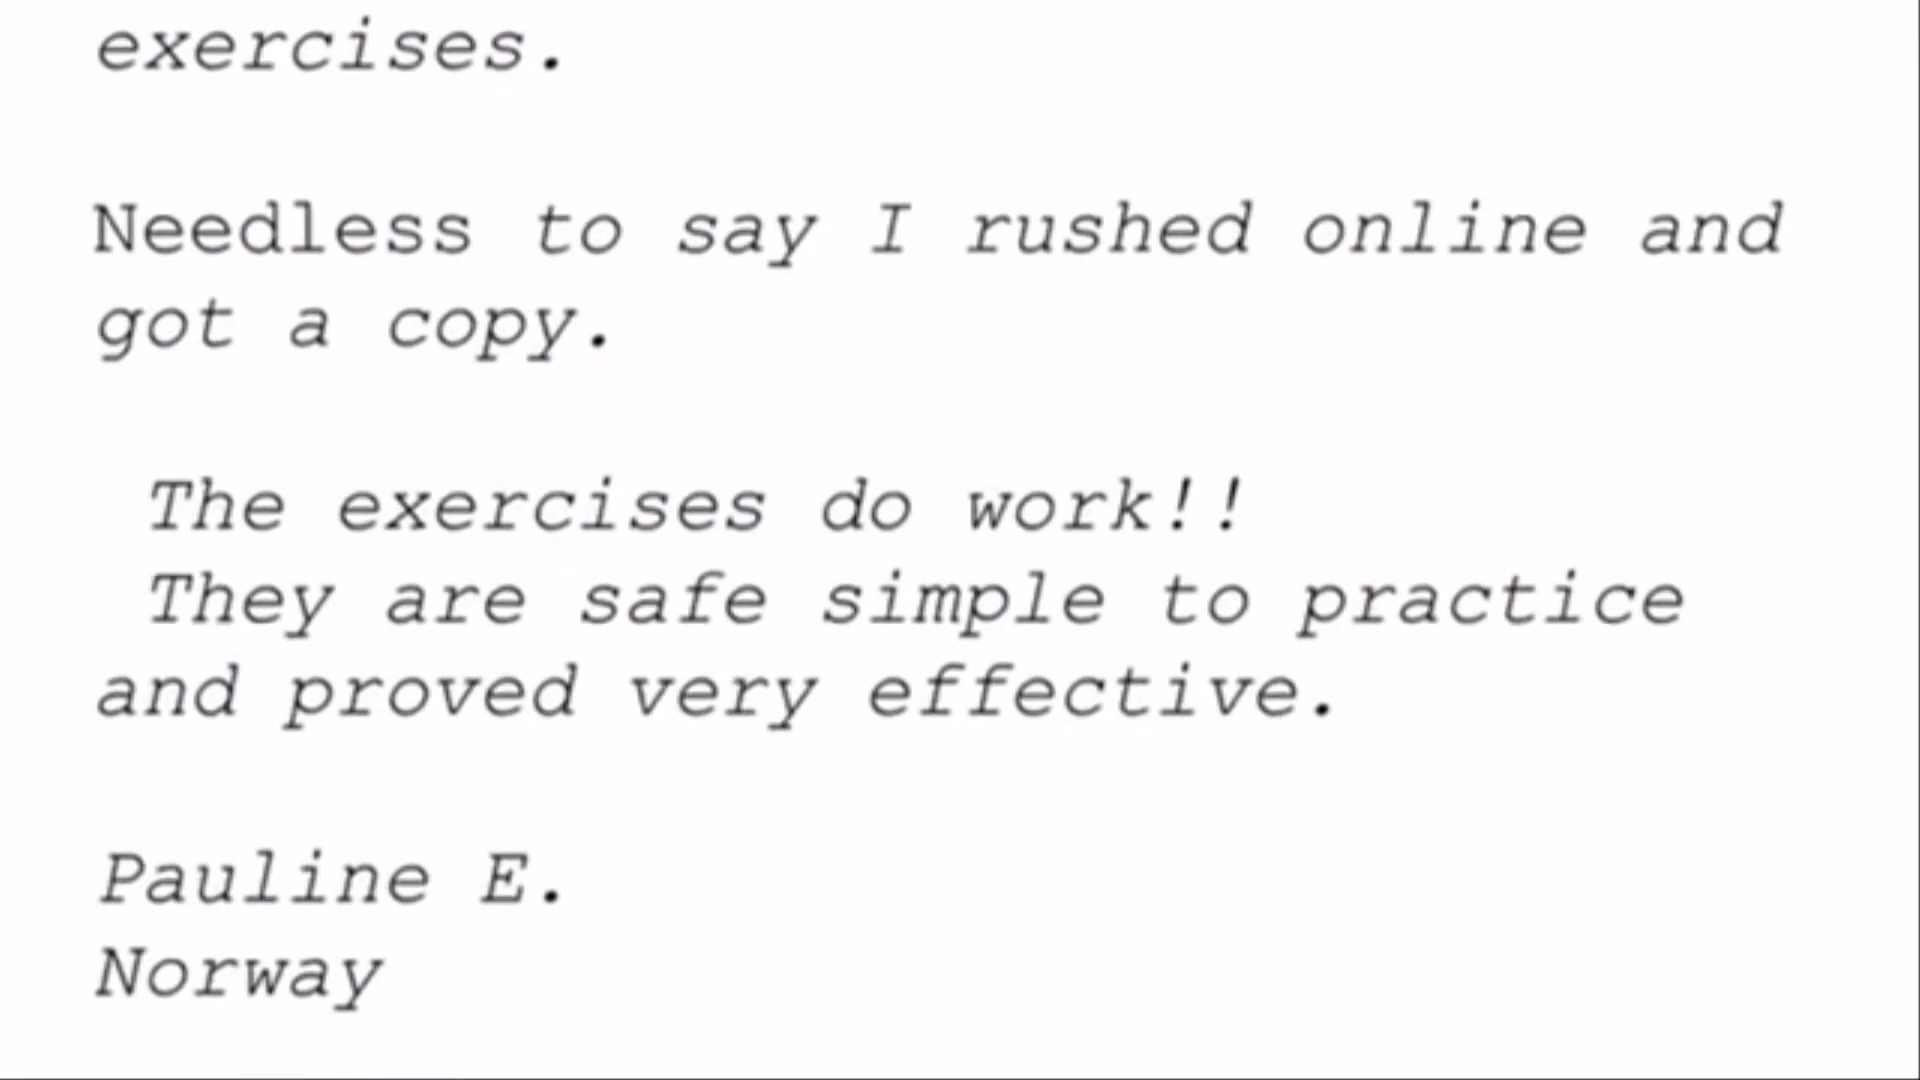 exercises.
Needless to say I rushed online and
got a copy.
The exercises do work!!
They are safe simple to practice
and proved very effective.
Pauline E.
Norway